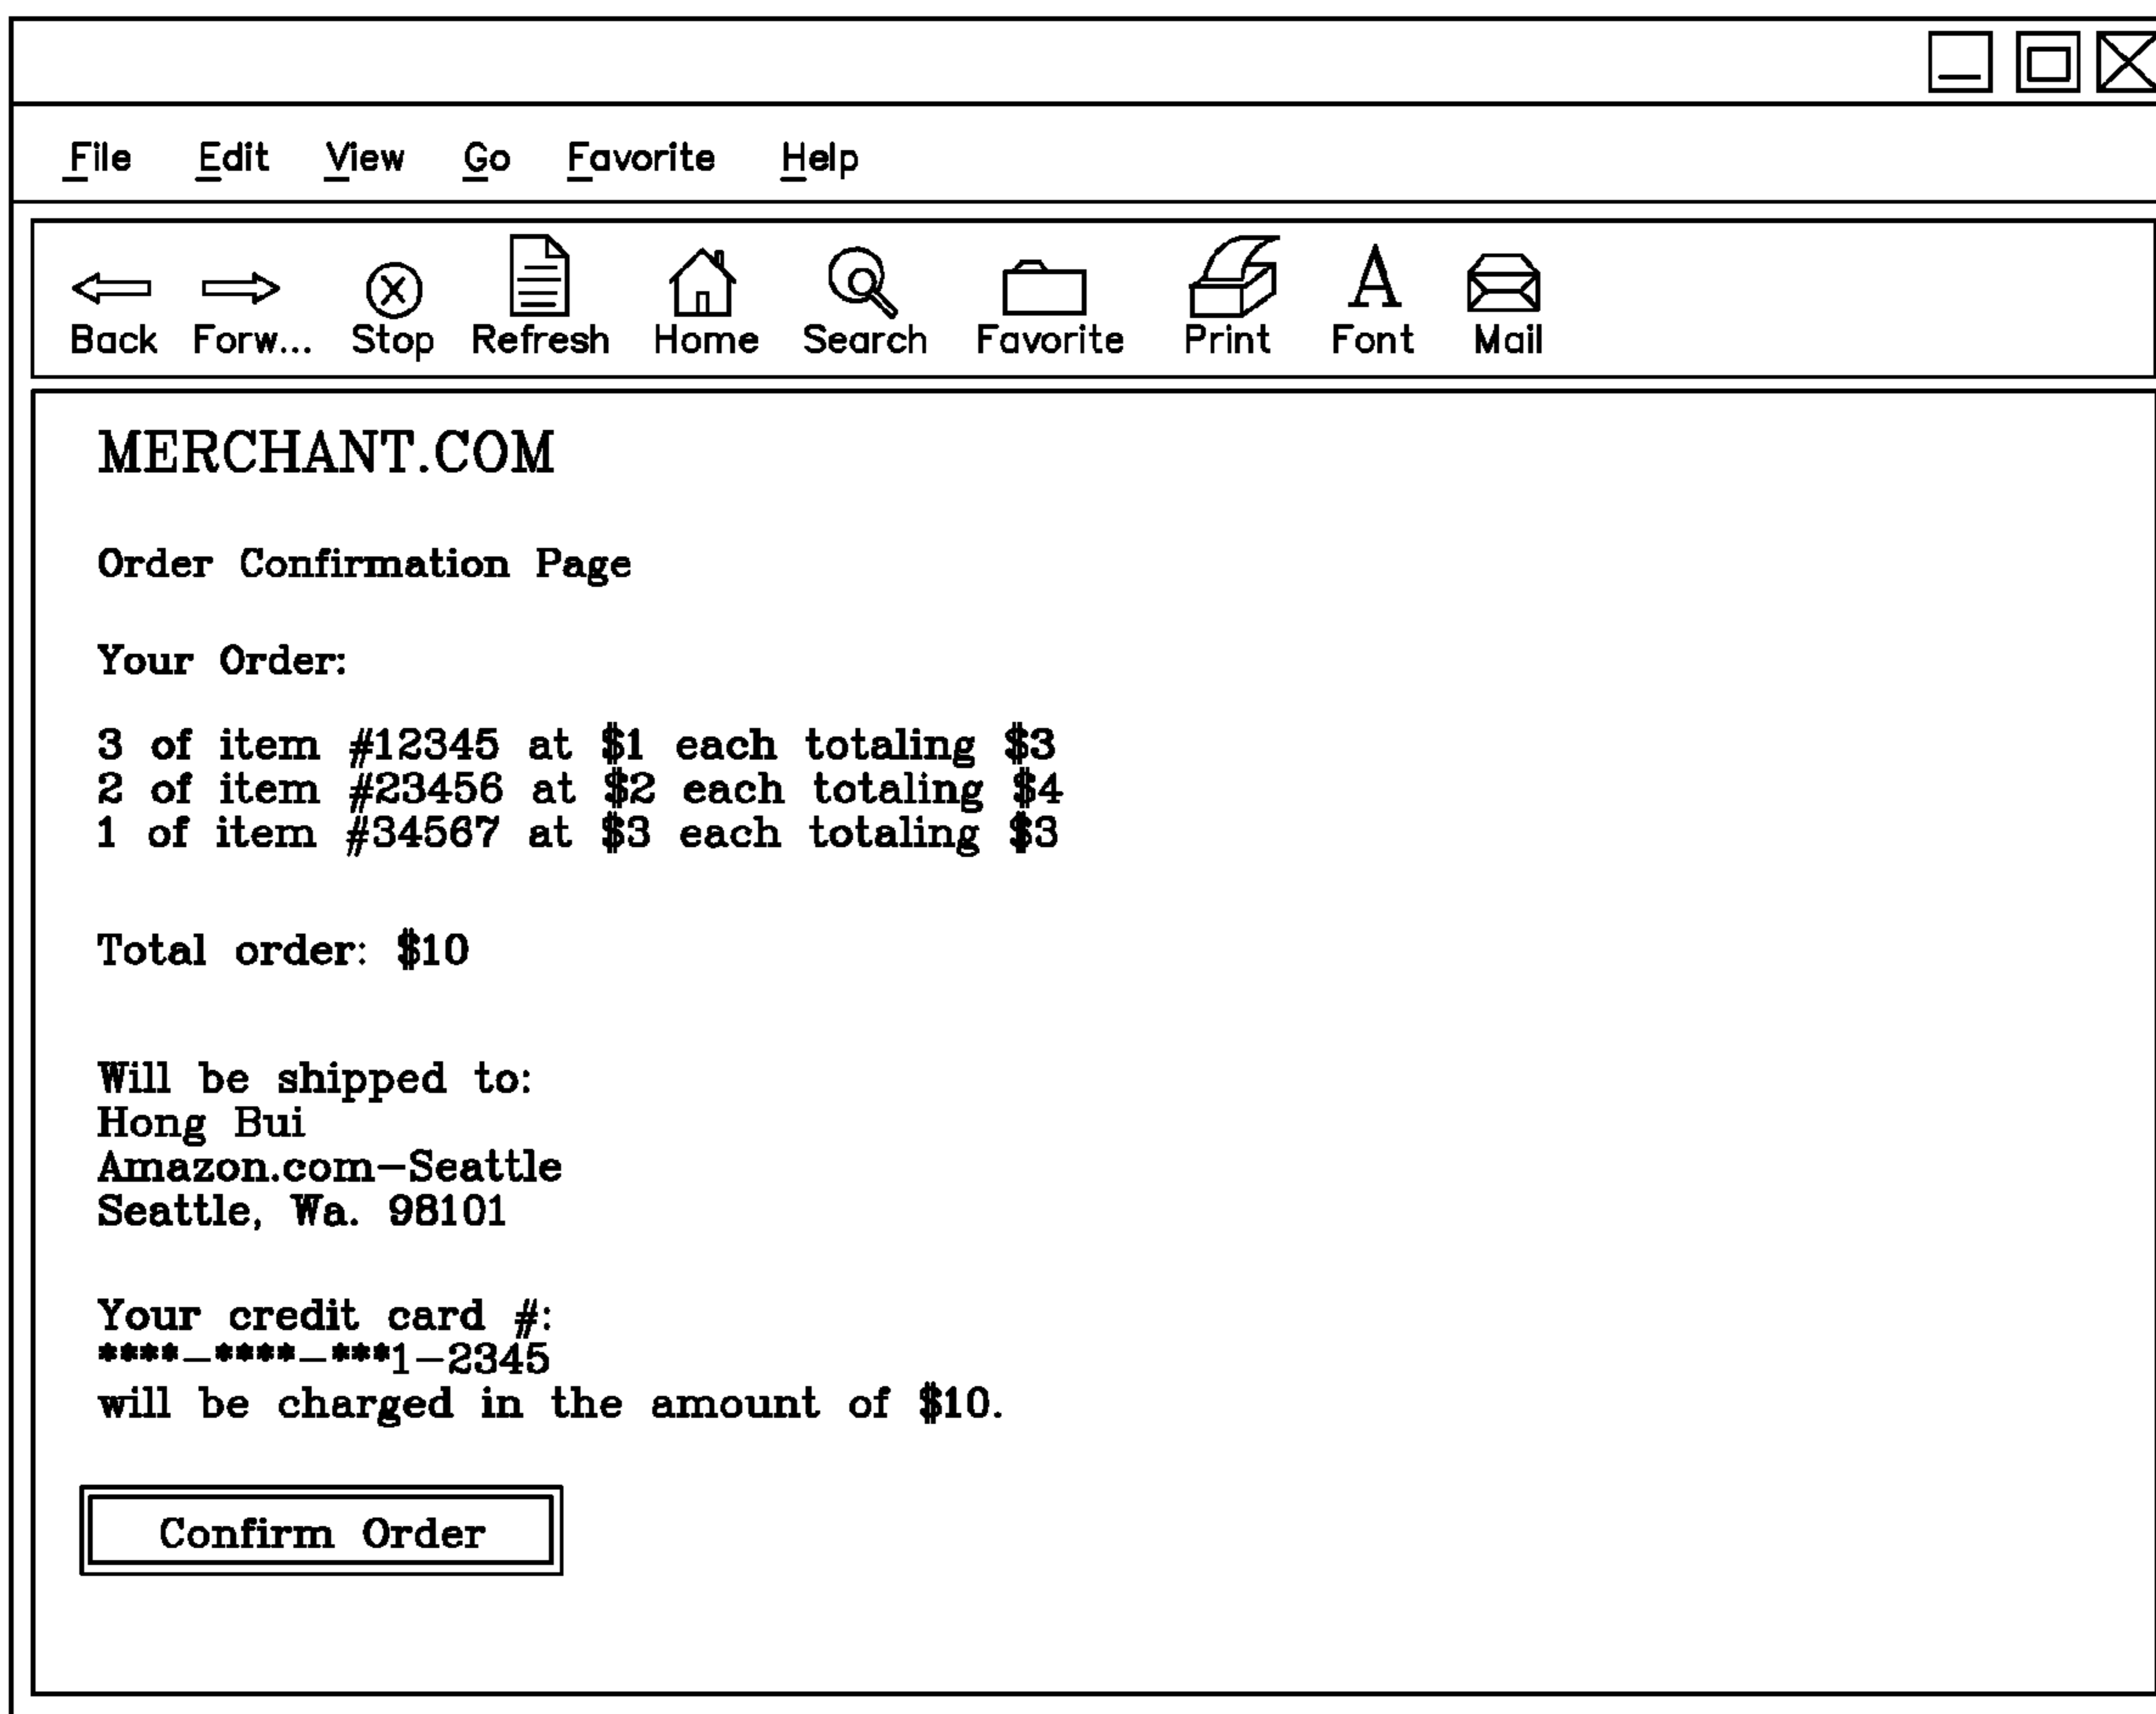 File Edit View Go Favorite Help
Back Forw... Stop Refresh Home Search Favorite Print Font Mail
MERCHANT.COM
Order Confirmation Page
Your Order:
3 of item #12345 at $1 each totaling $3
2 of item #23456 at $2 each totaling $4
1 of item #34567 at $3 each totaling $3
Total order: $10
Will be shipped to:
Hong Bui
Amazon.com-Seattle
Seattle, Wa. 98101
Your credit card #:
****-****-***1-2345
will be charged in the amount of $10.
Confirm Order